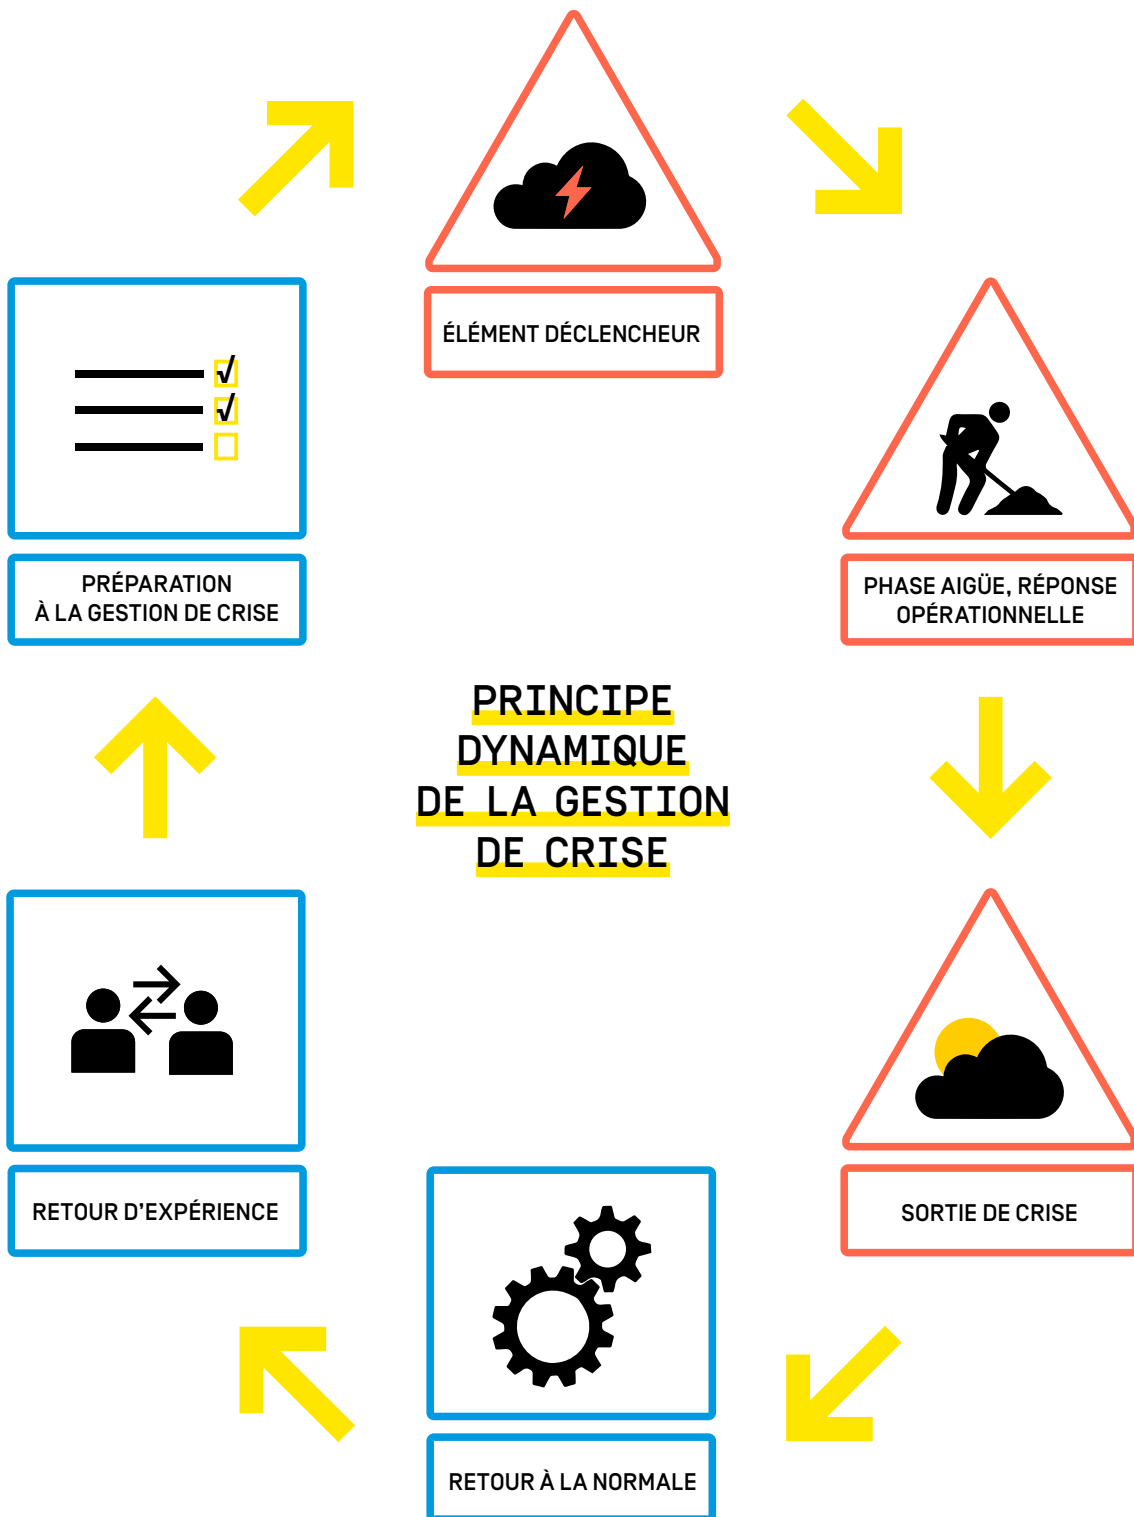 ÉLÉMENT DÉCLENCHEUR
PHASE AIGÜE, RÉPONSE
OPÉRATIONNELLE
PRÉPARATION
À LA GESTION DE CRISE
PRINCIPE
DYNAMIQUE
DE LA GESTION
DE CRISE
RETOUR D'EXPÉRIENCE
SORTIE DE CRISE
RETOUR À LA NORMALE